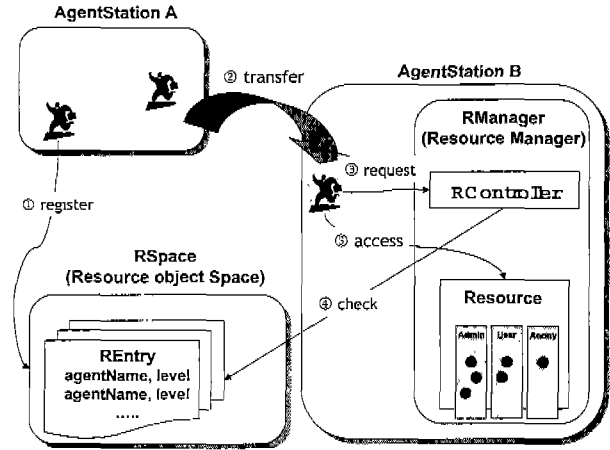 AgentStation A
② transfer
AgentStation B
RManager
(Resource Manager)
③ request
RController
① register
⑤ access
RSpace
(Resource object Space)
④ check
Resource
Admin
User
Anony
REntry
agentName, level
agentName, level
.....